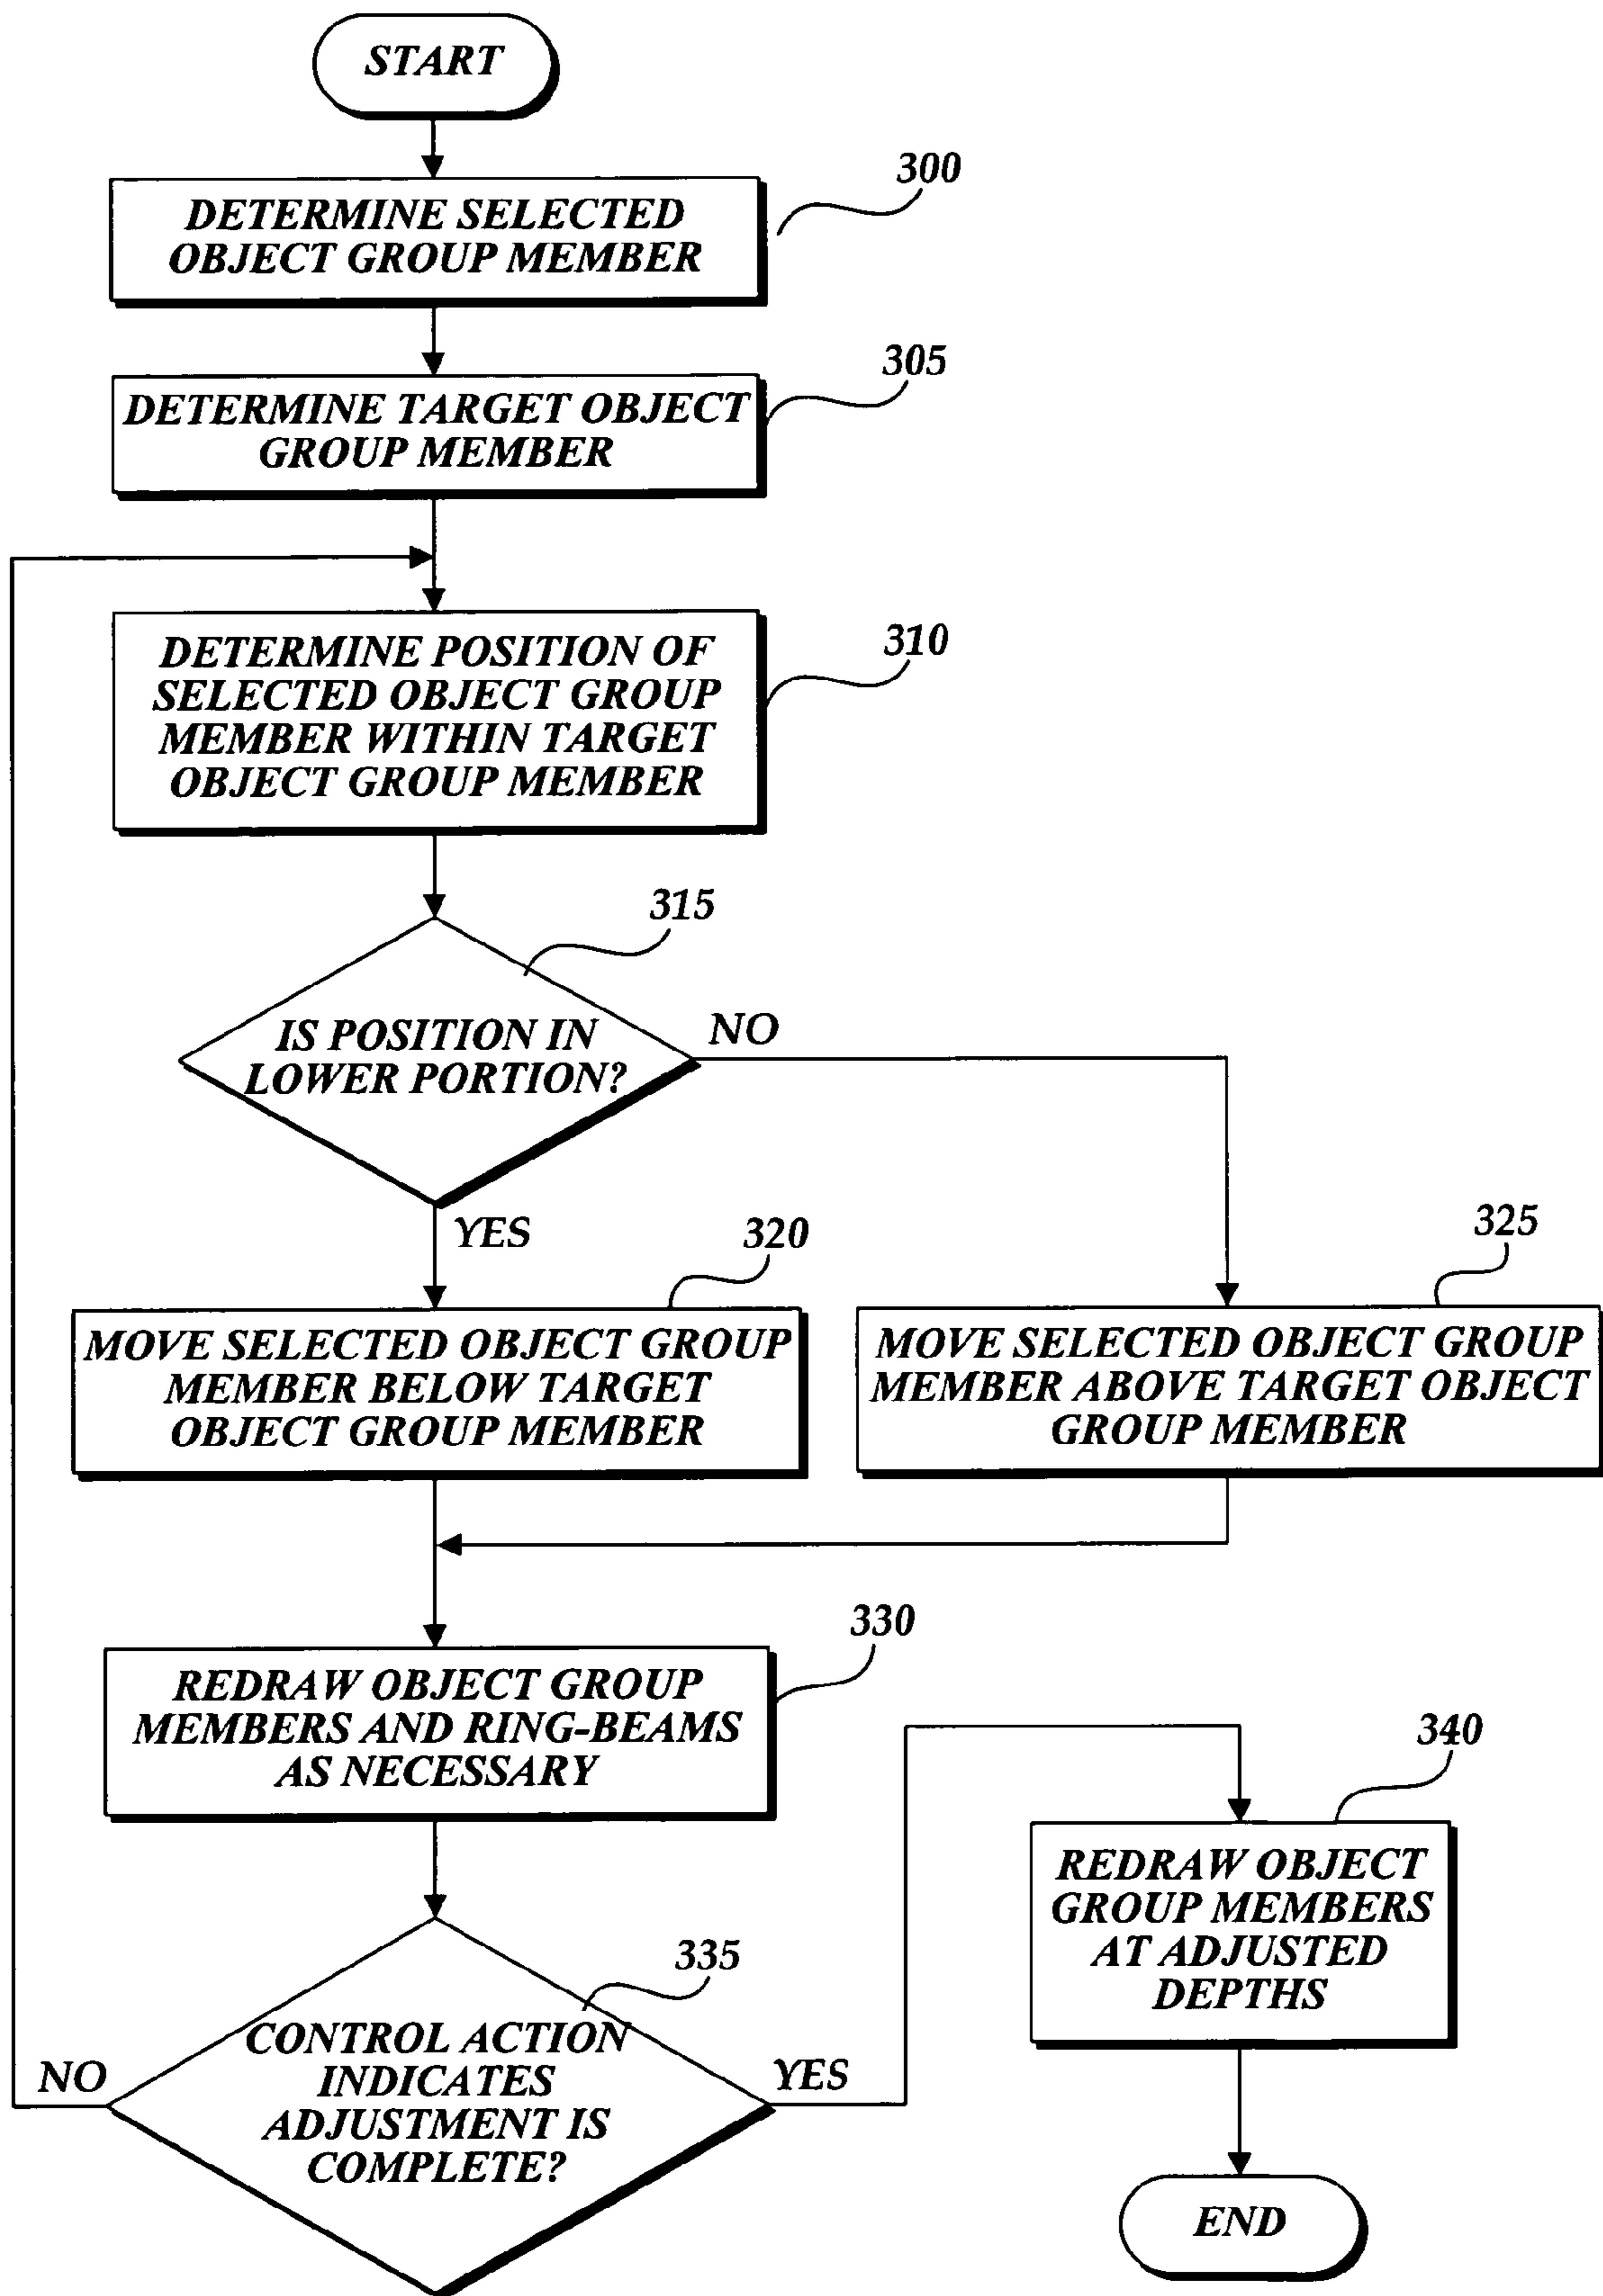 START
300
DETERMINE SELECTED
OBJECT GROUP MEMBER
305
DETERMINE TARGET OBJECT
GROUP MEMBER
310
DETERMINE POSITION OF
SELECTED OBJECT GROUP
MEMBER WITHIN TARGET
OBJECT GROUP MEMBER
315
IS POSITION IN
LOWER PORTION?
NO
YES
320
MOVE SELECTED OBJECT GROUP
MEMBER BELOW TARGET
OBJECT GROUP MEMBER
325
MOVE SELECTED OBJECT GROUP
MEMBER ABOVE TARGET OBJECT
GROUP MEMBER
330
REDRAW OBJECT GROUP
MEMBERS AND RING-BEAMS
AS NECESSARY
335
CONTROL ACTION
INDICATES
ADJUSTMENT IS
COMPLETE?
NO
YES
340
REDRAW OBJECT
GROUP MEMBERS
AT ADJUSTED
DEPTHS
END